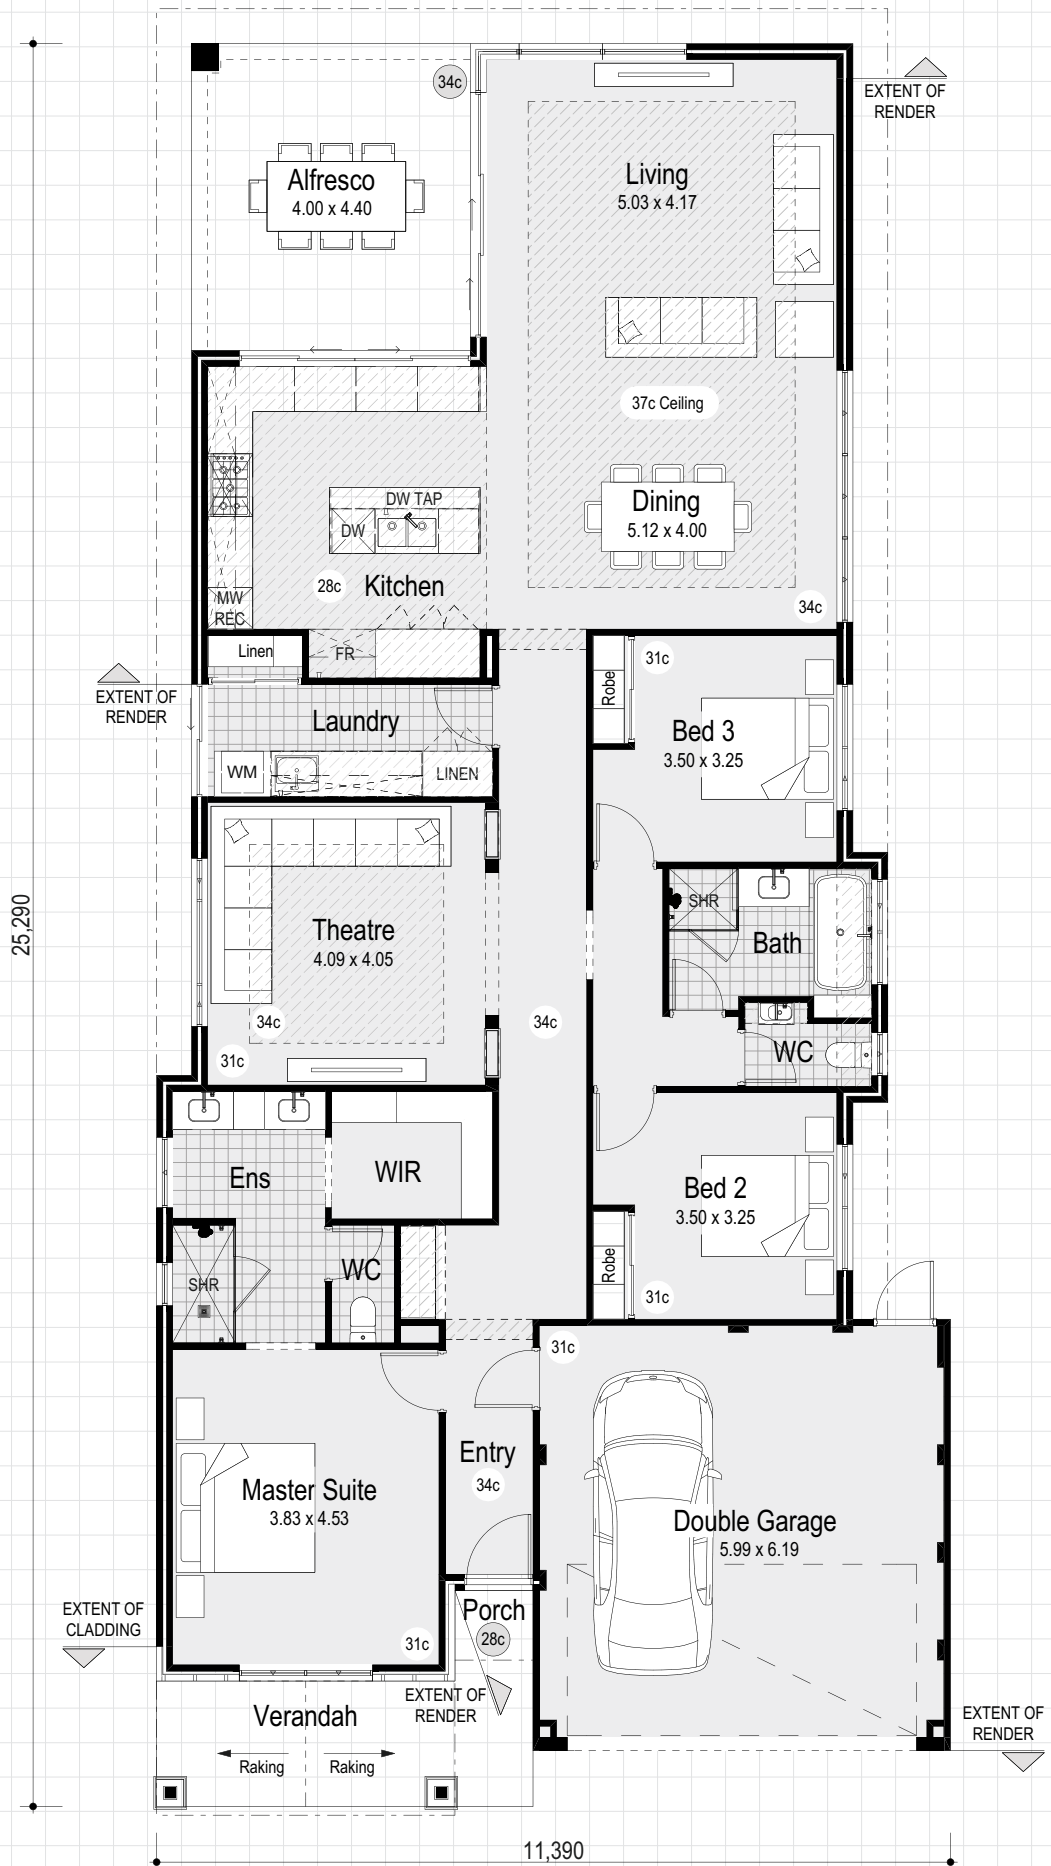 34c
EXTENT OF
RENDER
Alfresco
4.00 x 4.40
Living
5.03 x 4.17
37c Ceiling
Dining
5.12 x 4.00
DW TAP
DW
28c
Kitchen
34c
MW
REC
Linen
FR
31c
Robe
EXTENT OF
RENDER
Laundry
Bed 3
3.50 x 3.25
WM
LINEN
25,290
Theatre
4.09 x 4.05
SHR
Bath
34c
34c
31c
WC
Ens
WIR
Bed 2
3.50 x 3.25
Robe
WC
SHR
31c
31c
Entry
34c
Master Suite
3.83 x 4.53
Double Garage
5.99 x 6.19
EXTENT OF
CLADDING
Porch
28c
31c
EXTENT OF
RENDER
Verandah
EXTENT OF
RENDER
Raking
Raking
11,390